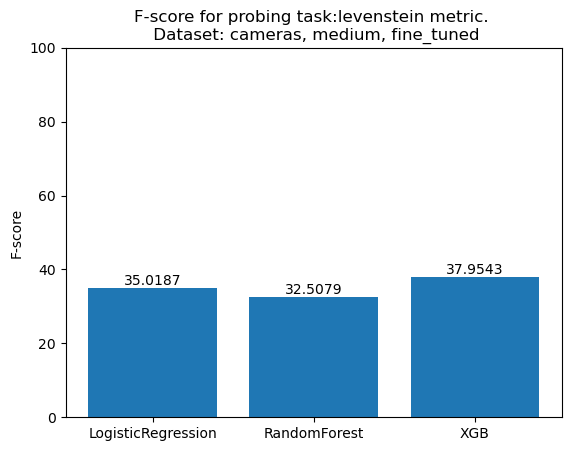 F-score for probing task:levenstein metric.
Dataset: cameras, medium, fine_tuned
100
80
60
40
20
0
F-score
35.0187
32.5079
37.9543
LogisticRegression
RandomForest
XGB